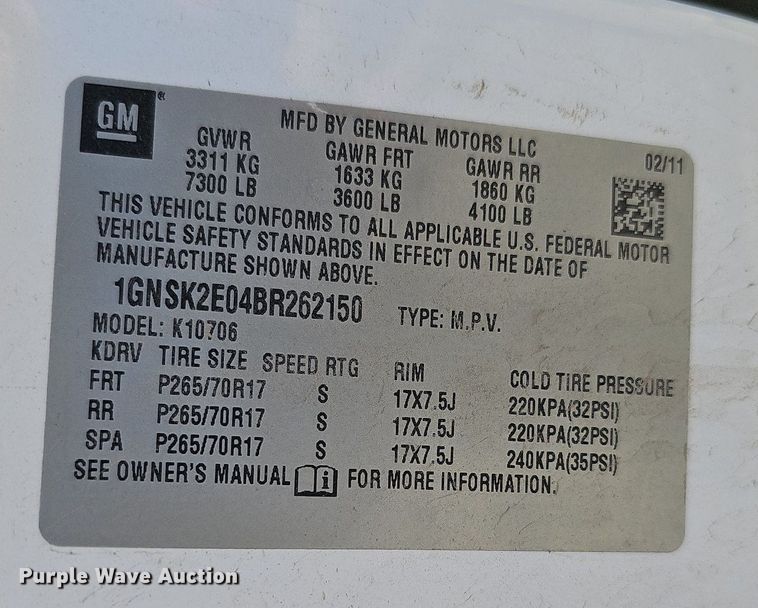 GM ®
MFD BY GENERAL MOTORS LLC
02/11
GVWR GAWR FRT GAWR RR
3311 KG 1633 KG 1860 KG
7300 LB 3600 LB 4100 LB
THIS VEHICLE CONFORMS TO ALL APPLICABLE U.S. FEDERAL MOTOR
VEHICLE SAFETY STANDARDS IN EFFECT ON THE DATE OF
MANUFACTURE SHOWN ABOVE.
1GNSK2E04BR262150 TYPE: M.P.V.
MODEL: K10706
KDRV TIRE SIZE SPEED RTG RIM COLD TIRE PRESSURE
FRT P265/70R17 S 17X7.5J 220KPA(32PSI)
RR P265/70R17 S 17X7.5J 220KPA(32PSI)
SPA P265/70R17 S 17X7.5J 240KPA(35PSI)
SEE OWNER'S MANUAL i FOR MORE INFORMATION.
Purple Wave Auction